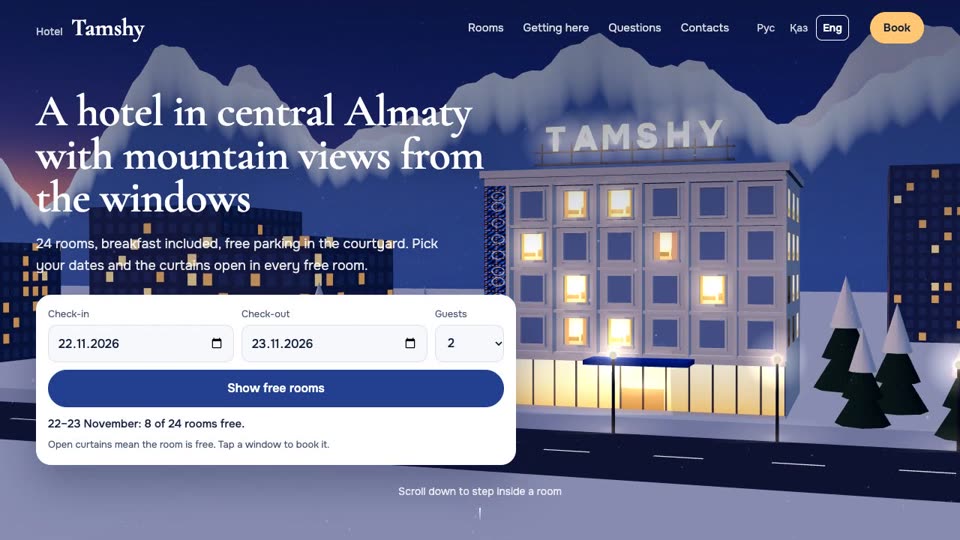 Hotel Tamshy
Rooms Getting here Questions Contacts Рус Қаз Eng Book
A hotel in central Almaty
with mountain views from
the windows
TAMSHY
24 rooms, breakfast included, free parking in the courtyard. Pick
your dates and the curtains open in every free room.
Check-in Check-out Guests
22.11.2026 23.11.2026 2
Show free rooms
22–23 November: 8 of 24 rooms free.
Open curtains mean the room is free. Tap a window to book it.
Scroll down to step inside a room